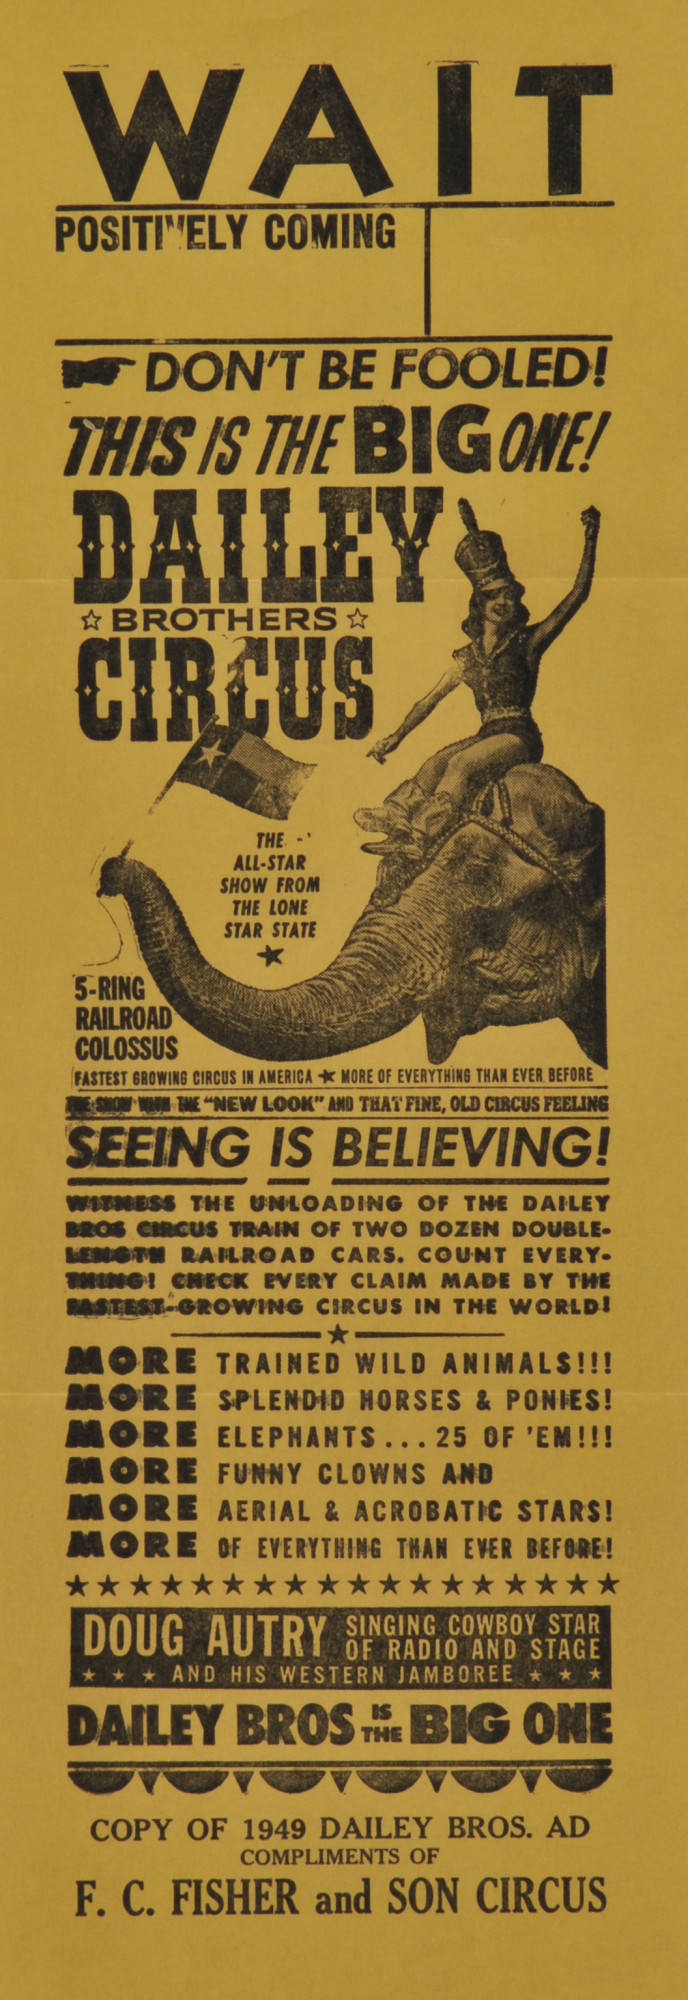 WAIT
POSITIVELY COMING
DON'T BE FOOLED!
THIS IS THE BIG ONE!
DAILEY
BROTHERS
CIRCUS
THE
ALL-STAR
SHOW FROM
THE LONE
STAR STATE
5-RING
RAILROAD
COLOSSUS
FASTEST GROWING CIRCUS IN AMERICA ★ MORE OF EVERYTHING THAN EVER BEFORE
THE SHOW WITH THE "NEW LOOK" AND THAT FINE, OLD CIRCUS FEELING
SEEING IS BELIEVING!
WITNESS THE UNLOADING OF THE DAILEY
BROS CIRCUS TRAIN OF TWO DOZEN DOUBLE-
LENGTH RAILROAD CARS. COUNT EVERY-
THING! CHECK EVERY CLAIM MADE BY THE
FASTEST-GROWING CIRCUS IN THE WORLD!
MORE TRAINED WILD ANIMALS!!!
MORE SPLENDID HORSES & PONIES!
MORE ELEPHANTS... 25 OF 'EM!!!
MORE FUNNY CLOWNS AND
MORE AERIAL & ACROBATIC STARS!
MORE OF EVERYTHING THAN EVER BEFORE!
DOUG AUTRY SINGING COWBOY STAR
OF RADIO AND STAGE
★ ★ ★ AND HIS WESTERN JAMBOREE ★ ★ ★
DAILEY BROS IS THE BIG ONE
COPY OF 1949 DAILEY BROS. AD
COMPLIMENTS OF
F. C. FISHER and SON CIRCUS